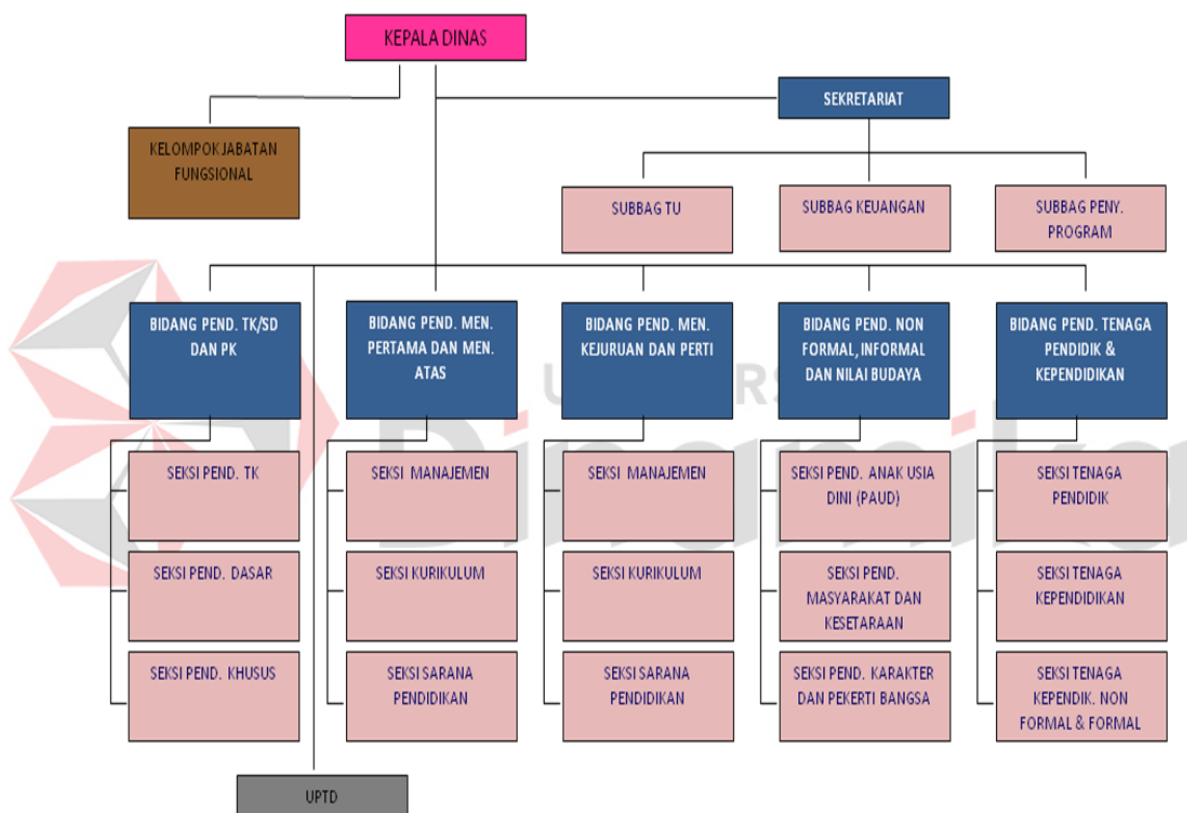 KEPALA DINAS
SEKRETARIAT
KELOMPOK JABATAN
FUNGSIONAL
SUBBAG TU
SUBBAG KEUANGAN
SUBBAG PENY.
PROGRAM
BIDANG PEND. TK/SD
DAN PK
BIDANG PEND. MEN.
PERTAMA DAN MEN.
ATAS
BIDANG PEND. MEN.
KEJURUAN DAN PERTI
BIDANG PEND. NON
FORMAL, INFORMAL
DAN NILAI BUDAYA
BIDANG PEND. TENAGA
PENDIDIK &
KEPENDIDIKAN
Dinamika
SEKSI PEND. TK
SEKSI MANAJEMEN
SEKSI MANAJEMEN
SEKSI PEND. ANAK USIA
DINI (PAUD)
SEKSI TENAGA
PENDIDIK
SEKSI PEND. DASAR
SEKSI KURIKULUM
SEKSI KURIKULUM
SEKSI PEND.
MASYARAKAT DAN
KESETARAAN
SEKSI TENAGA
KEPENDIDIKAN
SEKSI PEND. KHUSUS
SEKSI SARANA
PENDIDIKAN
SEKSI SARANA
PENDIDIKAN
SEKSI PEND. KARAKTER
DAN PEKERTI BANGSA
SEKSI TENAGA
KEPENDIK. NON
FORMAL & FORMAL
UPTD